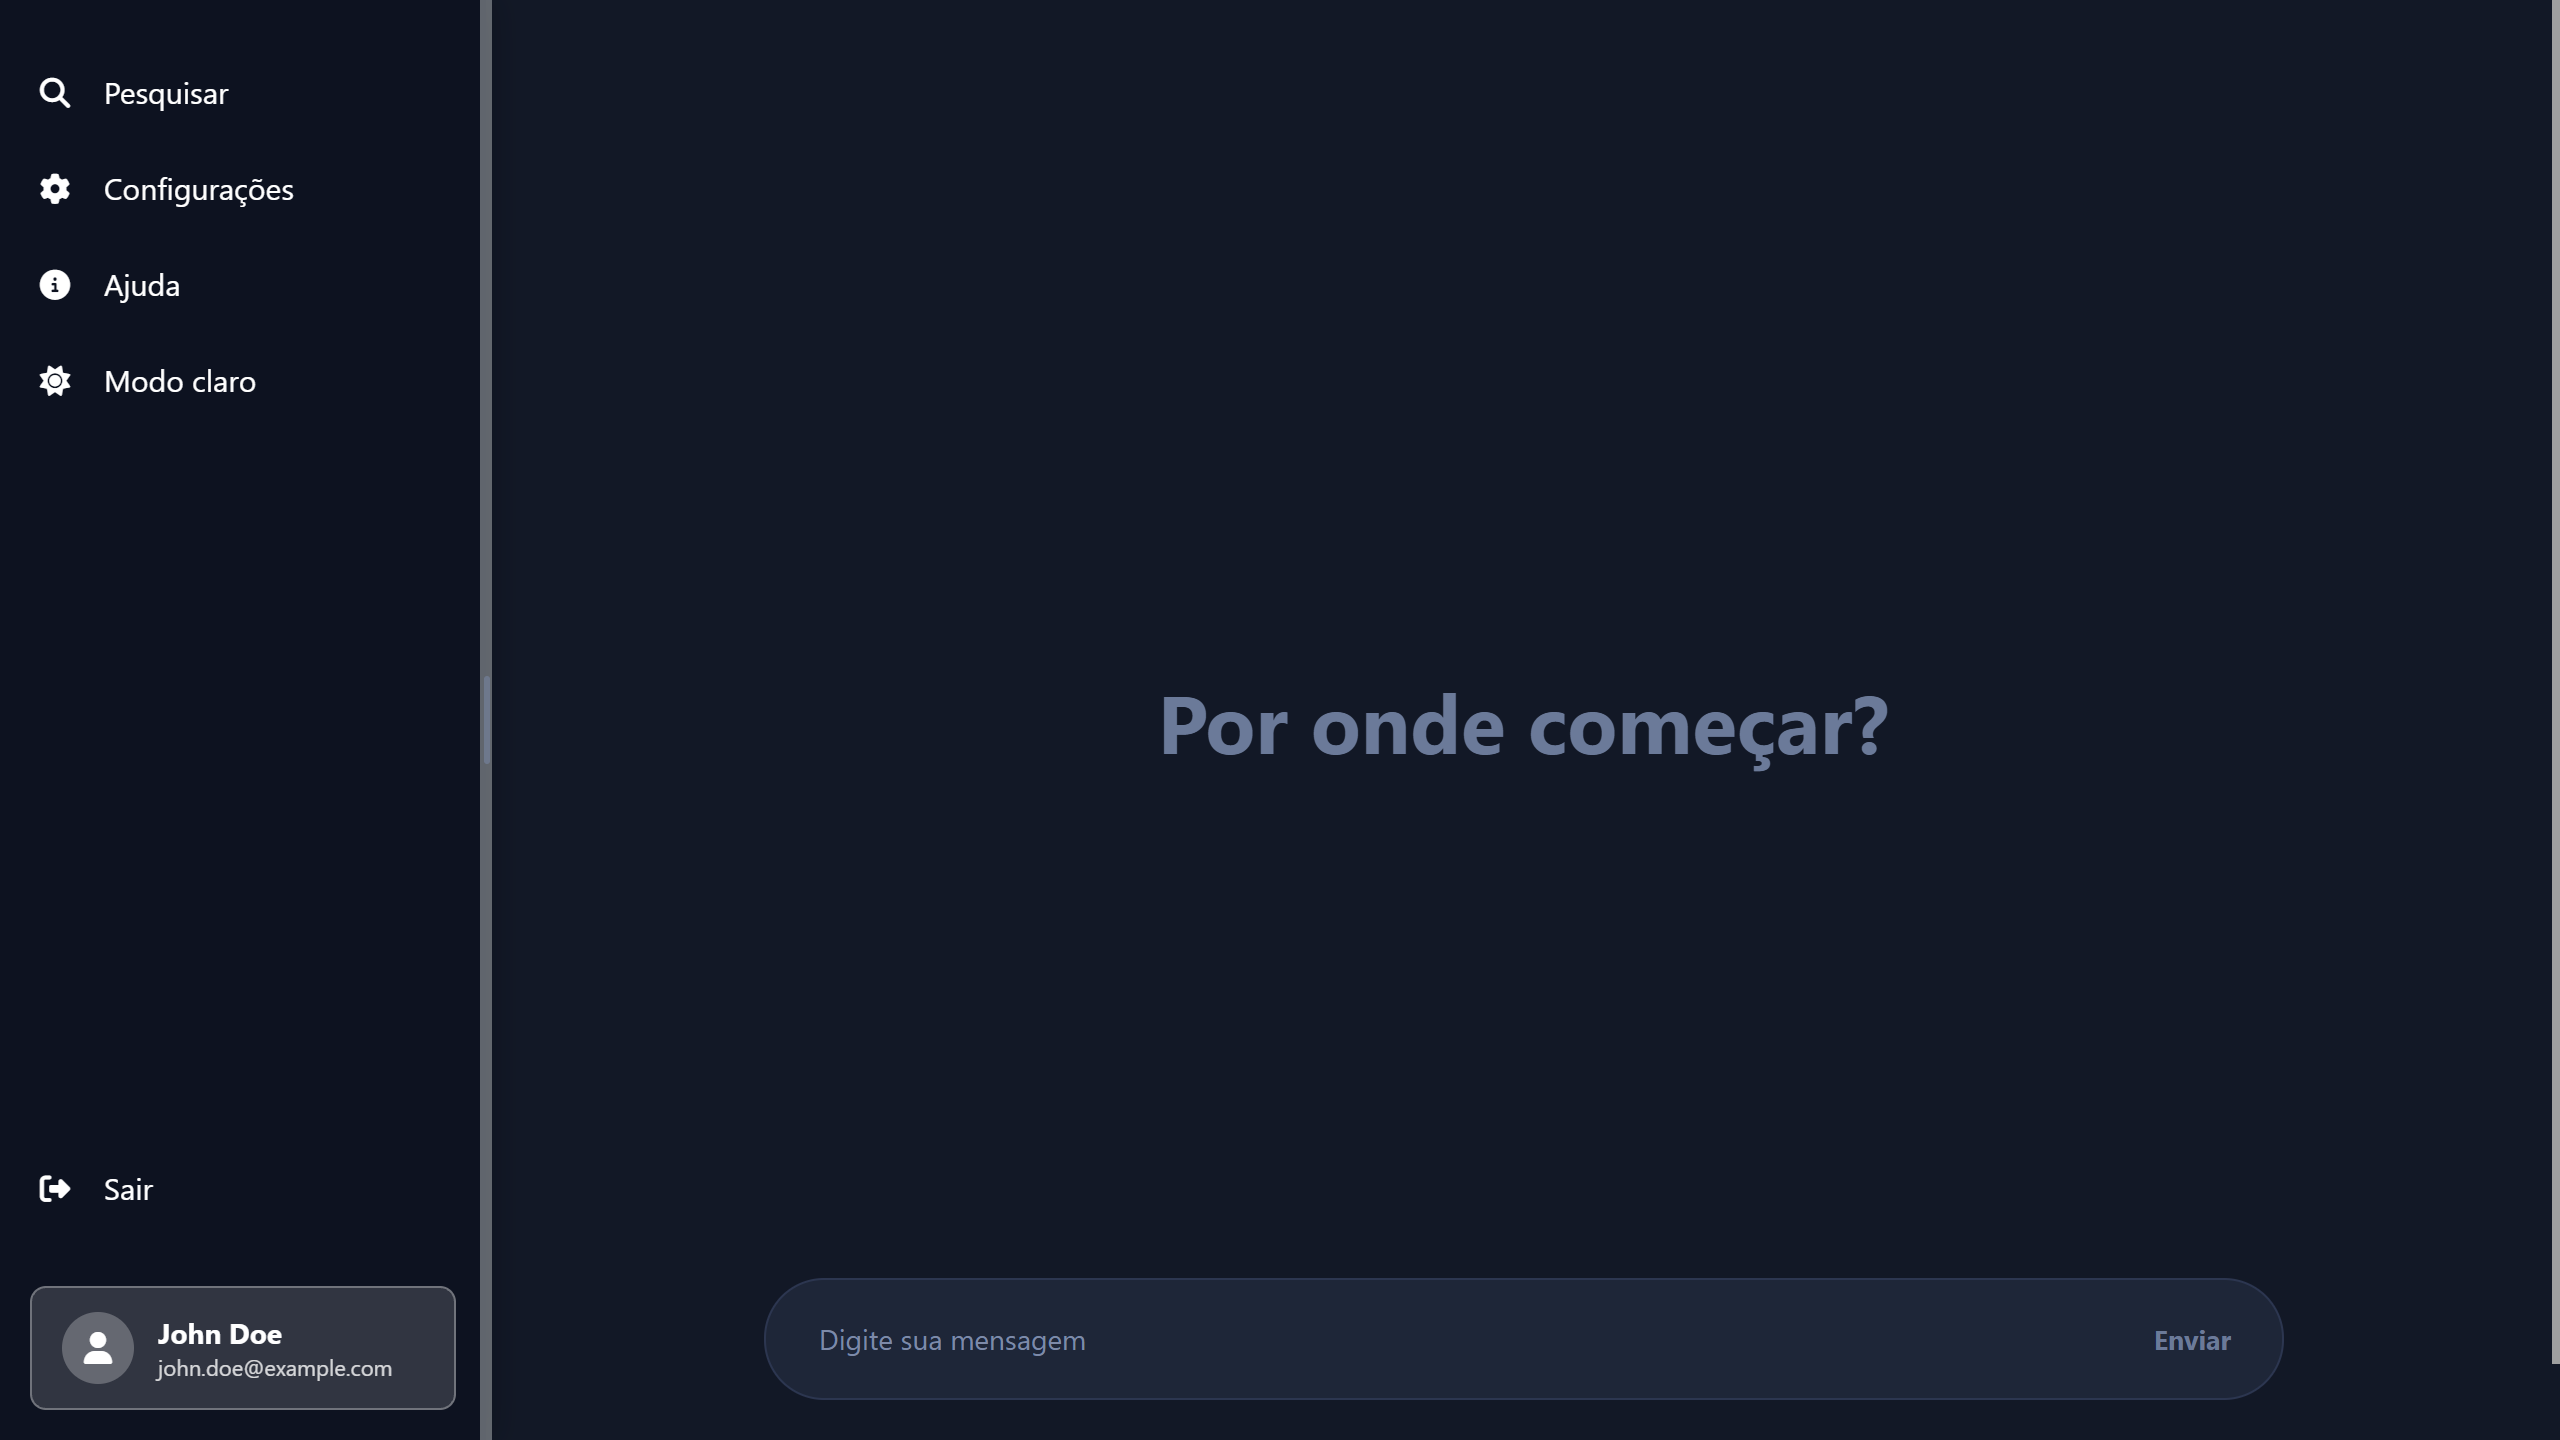 Pesquisar
Configurações
Ajuda
Modo claro
Sair
John Doe
john.doe@example.com
Por onde começar?
Digite sua mensagem
Enviar